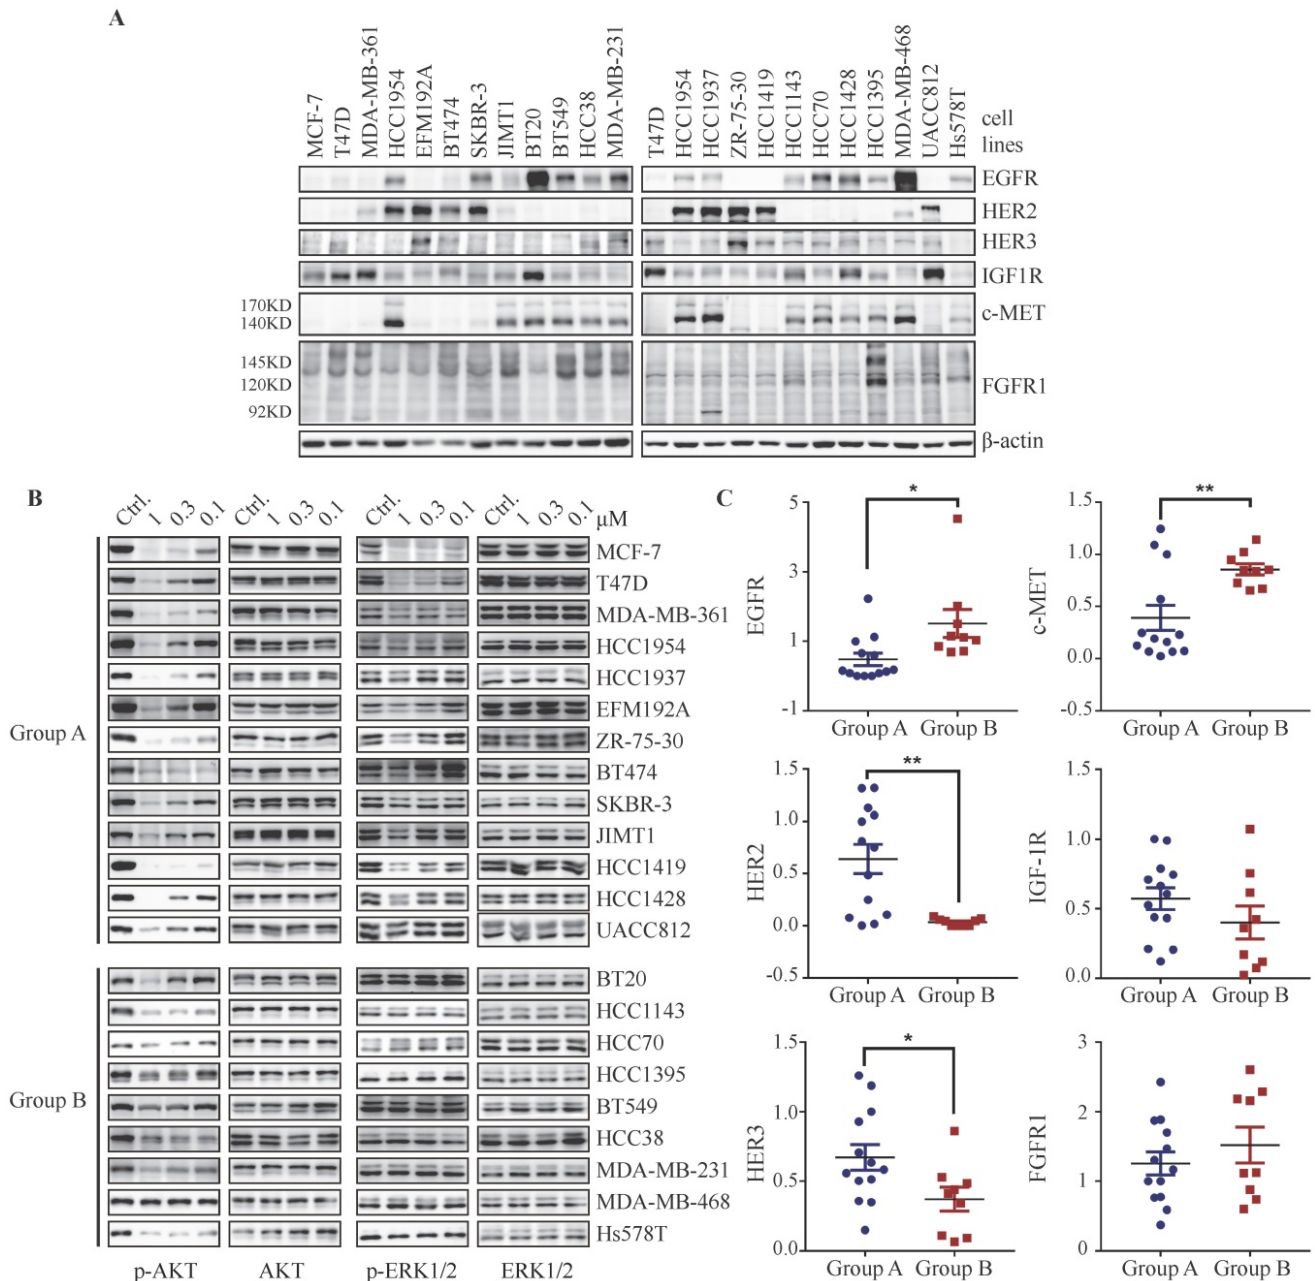 A
MCF-7
T47D
MDA-MB-361
HCC1954
EFM192A
BT474
SKBR-3
JIMT1
BT20
BT549
HCC38
MDA-MB-231
T47D
HCC1954
HCC1937
ZR-75-30
HCC1419
HCC1143
HCC70
HCC1428
HCC1395
MDA-MB-468
UACC812
Hs578T
cell
lines
EGFR
HER2
HER3
IGF1R
170KD
140KD
c-MET
145KD
120KD
92KD
FGFR1
β-actin
B
Ctrl. 1 0.3 0.1 Ctrl. 1 0.3 0.1 Ctrl. 1 0.3 0.1 Ctrl. 1 0.3 0.1 μM
Group A
MCF-7
T47D
MDA-MB-361
HCC1954
HCC1937
EFM192A
ZR-75-30
BT474
SKBR-3
JIMT1
HCC1419
HCC1428
UACC812
Group B
BT20
HCC1143
HCC70
HCC1395
BT549
HCC38
MDA-MB-231
MDA-MB-468
Hs578T
p-AKT AKT p-ERK1/2 ERK1/2
C
EGFR
5
3
1
-1
*
Group A Group B
c-MET
1.5
1.0
0.5
0.0
-0.5
**
Group A Group B
HER2
1.5
1.0
0.5
0.0
-0.5
**
Group A Group B
IGF-1R
1.5
1.0
0.5
0.0
Group A Group B
HER3
1.5
1.0
0.5
0.0
*
Group A Group B
FGFR1
3
2
1
0
Group A Group B